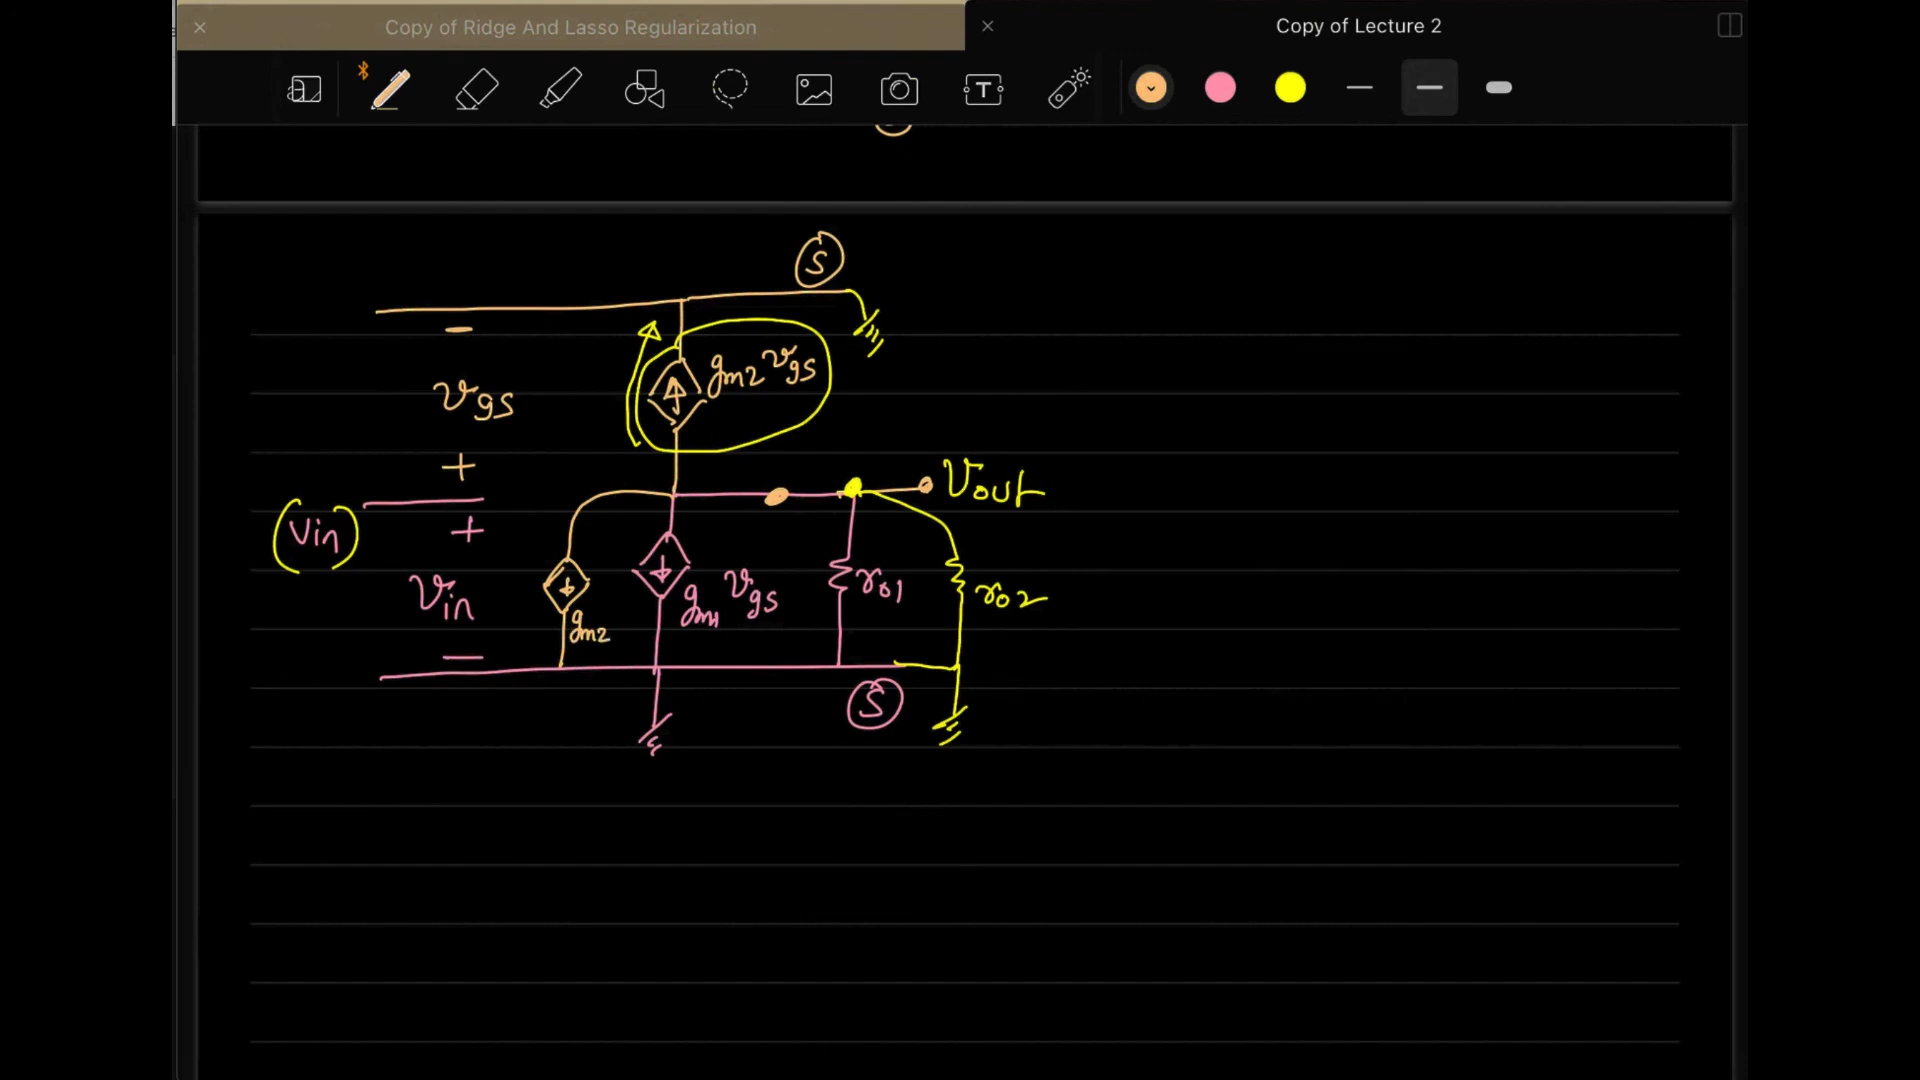 Copy of Ridge And Lasso Regularization
Copy of Lecture 2
T
S
−
gm2 vgs
vgs
+
Vout
(Vin)
+
vin
gm2
gm1 vgs
ro1
ro2
−
S